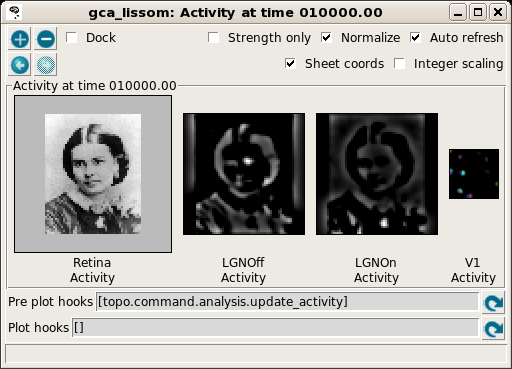 gca_lissom: Activity at time 010000.00
Dock
Strength only
Normalize
Auto refresh
Sheet coords
Integer scaling
Activity at time 010000.00
Retina
Activity
LGNOff
Activity
LGNOn
Activity
V1
Activity
Pre plot hooks [topo.command.analysis.update_activity]
Plot hooks []